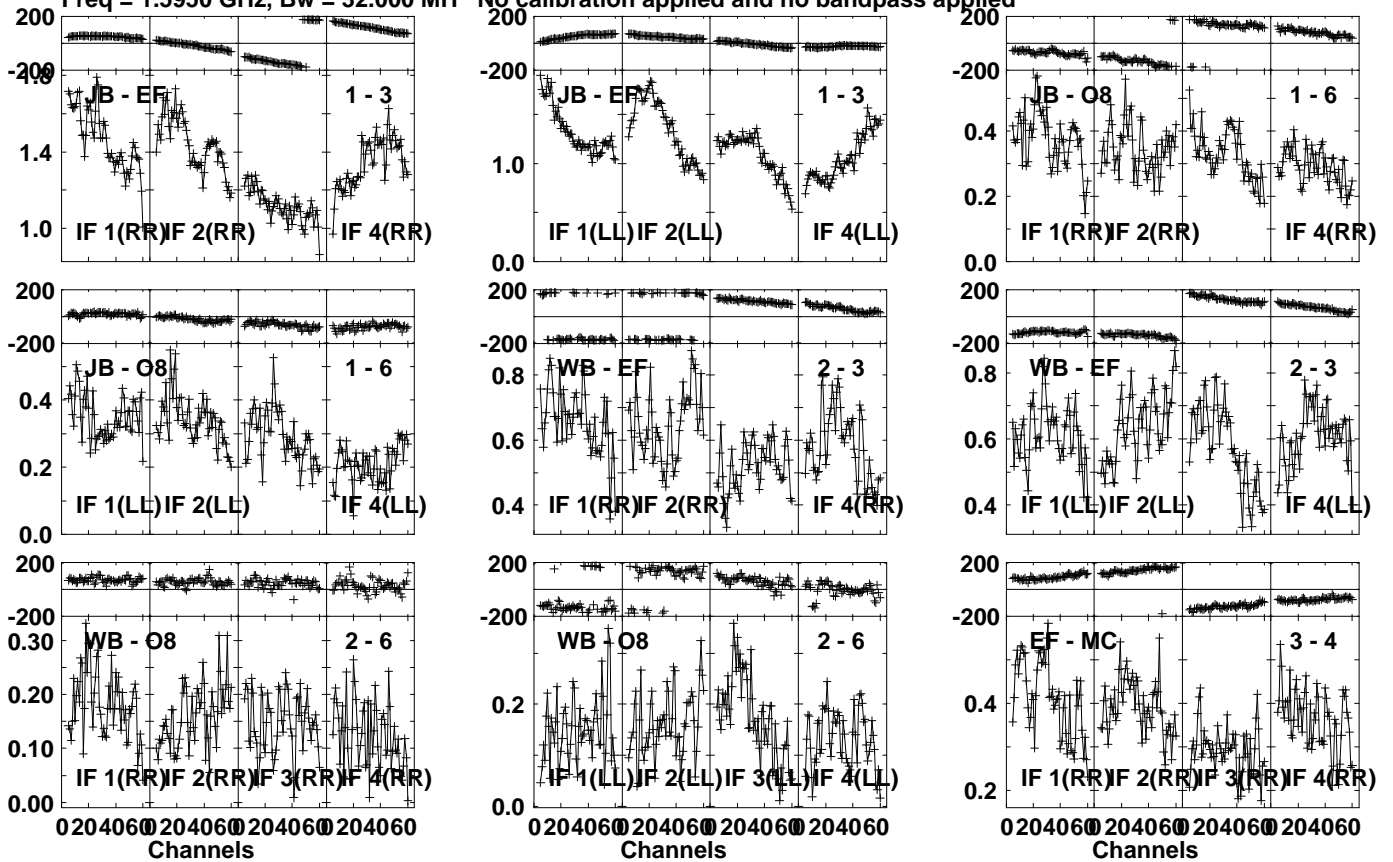 Freq = 1.5950 GHz, Bw = 32.000 MH No calibration applied and no bandpass applied
200
-200
1.8
1.4
1.0
JB - EF
1 - 3
IF 1(RR)
IF 2(RR)
IF 4(RR)
1.0
0.0
JB - EF
1 - 3
IF 1(LL)
IF 2(LL)
IF 4(LL)
200
-200
0.4
0.2
JB - O8
1 - 6
IF 1(RR)
IF 2(RR)
IF 4(RR)
200
-200
0.4
0.2
0.0
JB - O8
1 - 6
IF 1(LL)
IF 2(LL)
IF 4(LL)
200
-200
0.8
0.6
0.4
WB - EF
2 - 3
IF 1(RR)
IF 2(RR)
IF 4(RR)
200
-200
0.8
0.6
0.4
WB - EF
2 - 3
IF 1(LL)
IF 2(LL)
IF 4(LL)
200
-200
0.30
0.20
0.10
0.00
WB - O8
2 - 6
IF 1(RR)
IF 2(RR)
IF 3(RR)
IF 4(RR)
0 20 40 60 0 20 40 60 0 20 40 60 0 20 40 60
Channels
200
-200
0.2
0.0
WB - O8
2 - 6
IF 1(LL)
IF 2(LL)
IF 3(LL)
IF 4(LL)
0 20 40 60 0 20 40 60 0 20 40 60 0 20 40 60
Channels
200
-200
0.4
0.2
EF - MC
3 - 4
IF 1(RR)
IF 2(RR)
IF 3(RR)
IF 4(RR)
0 20 40 60 0 20 40 60 0 20 40 60 0 20 40 60
Channels